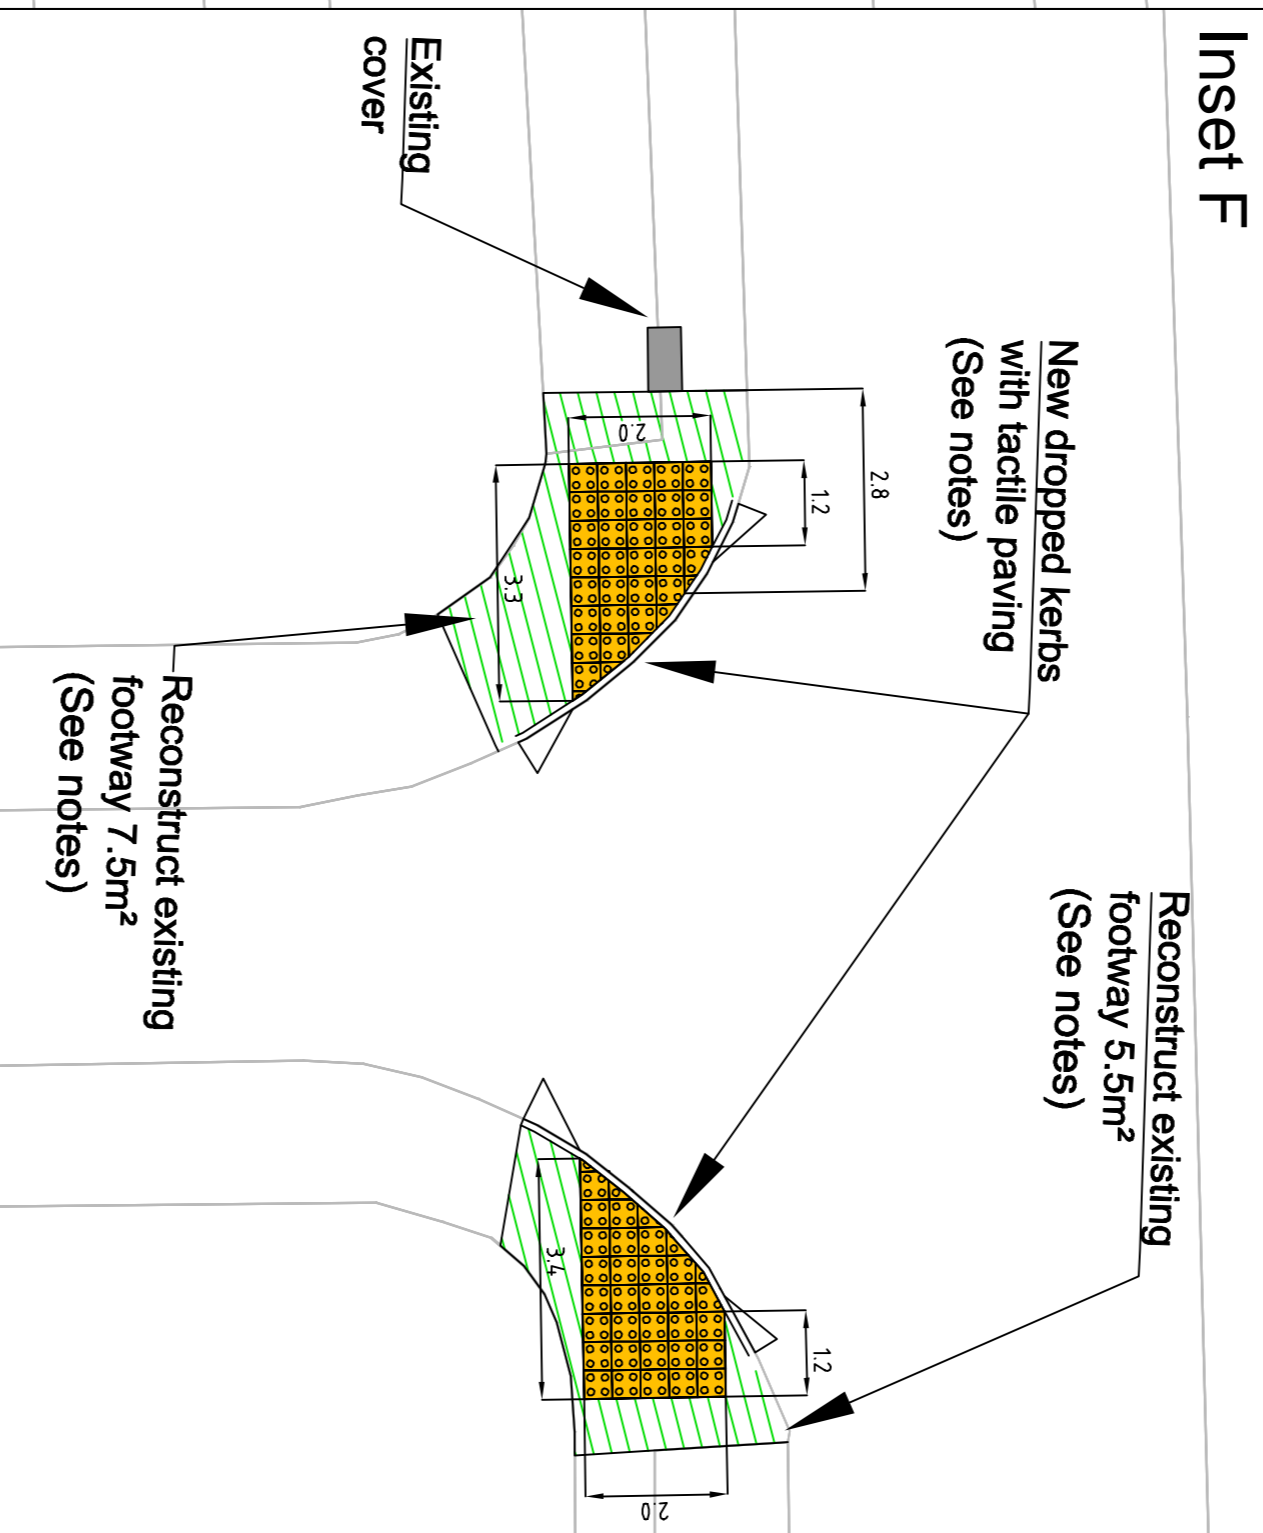 Inset F
Existing
cover
New dropped kerbs
with tactile paving
(See notes)
Reconstruct existing
footway 5.5m²
(See notes)
Reconstruct existing
footway 7.5m²
(See notes)
2.8
1.2
2.0
3.3
1.2
3.4
2.0